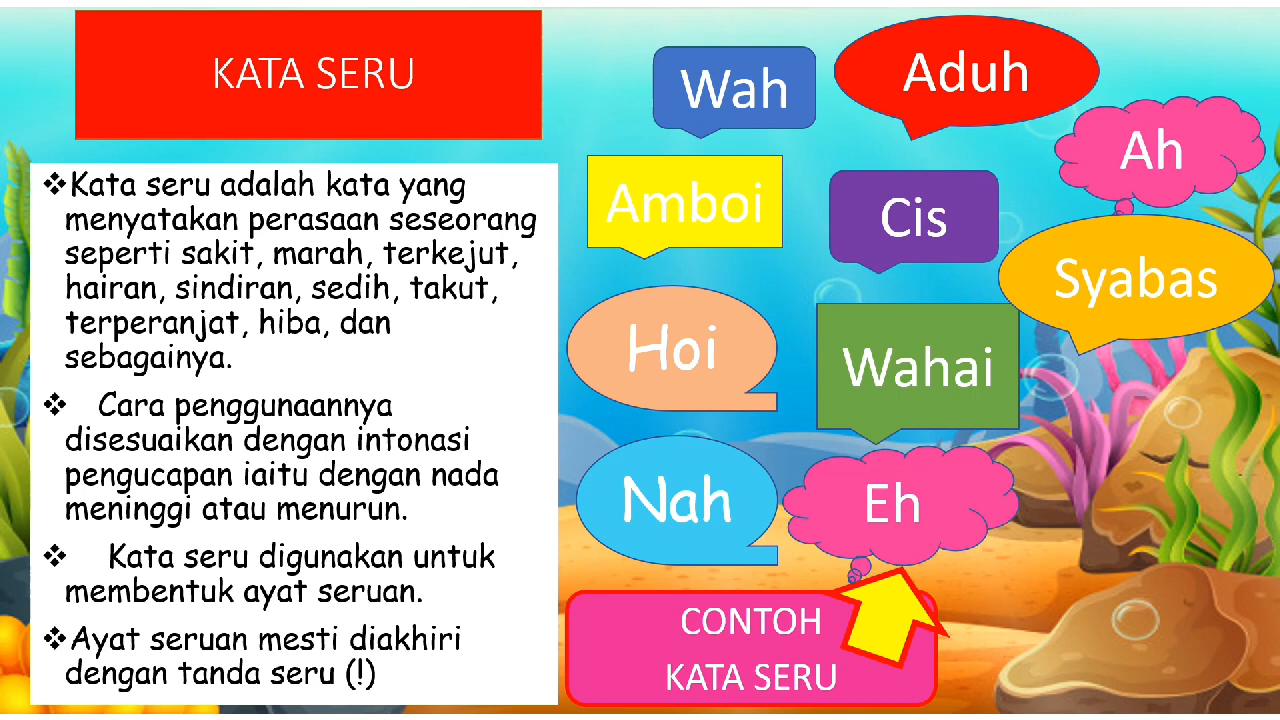 KATA SERU
❖Kata seru adalah kata yang
menyatakan perasaan seseorang
seperti sakit, marah, terkejut,
hairan, sindiran, sedih, takut,
terperanjat, hiba, dan
sebagainya.
❖ Cara penggunaannya
disesuaikan dengan intonasi
pengucapan iaitu dengan nada
meninggi atau menurun.
❖ Kata seru digunakan untuk
membentuk ayat seruan.
❖Ayat seruan mesti diakhiri
dengan tanda seru (!)
Wah
Aduh
Ah
Amboi
Cis
Syabas
Hoi
Wahai
Nah
Eh
CONTOH
KATA SERU